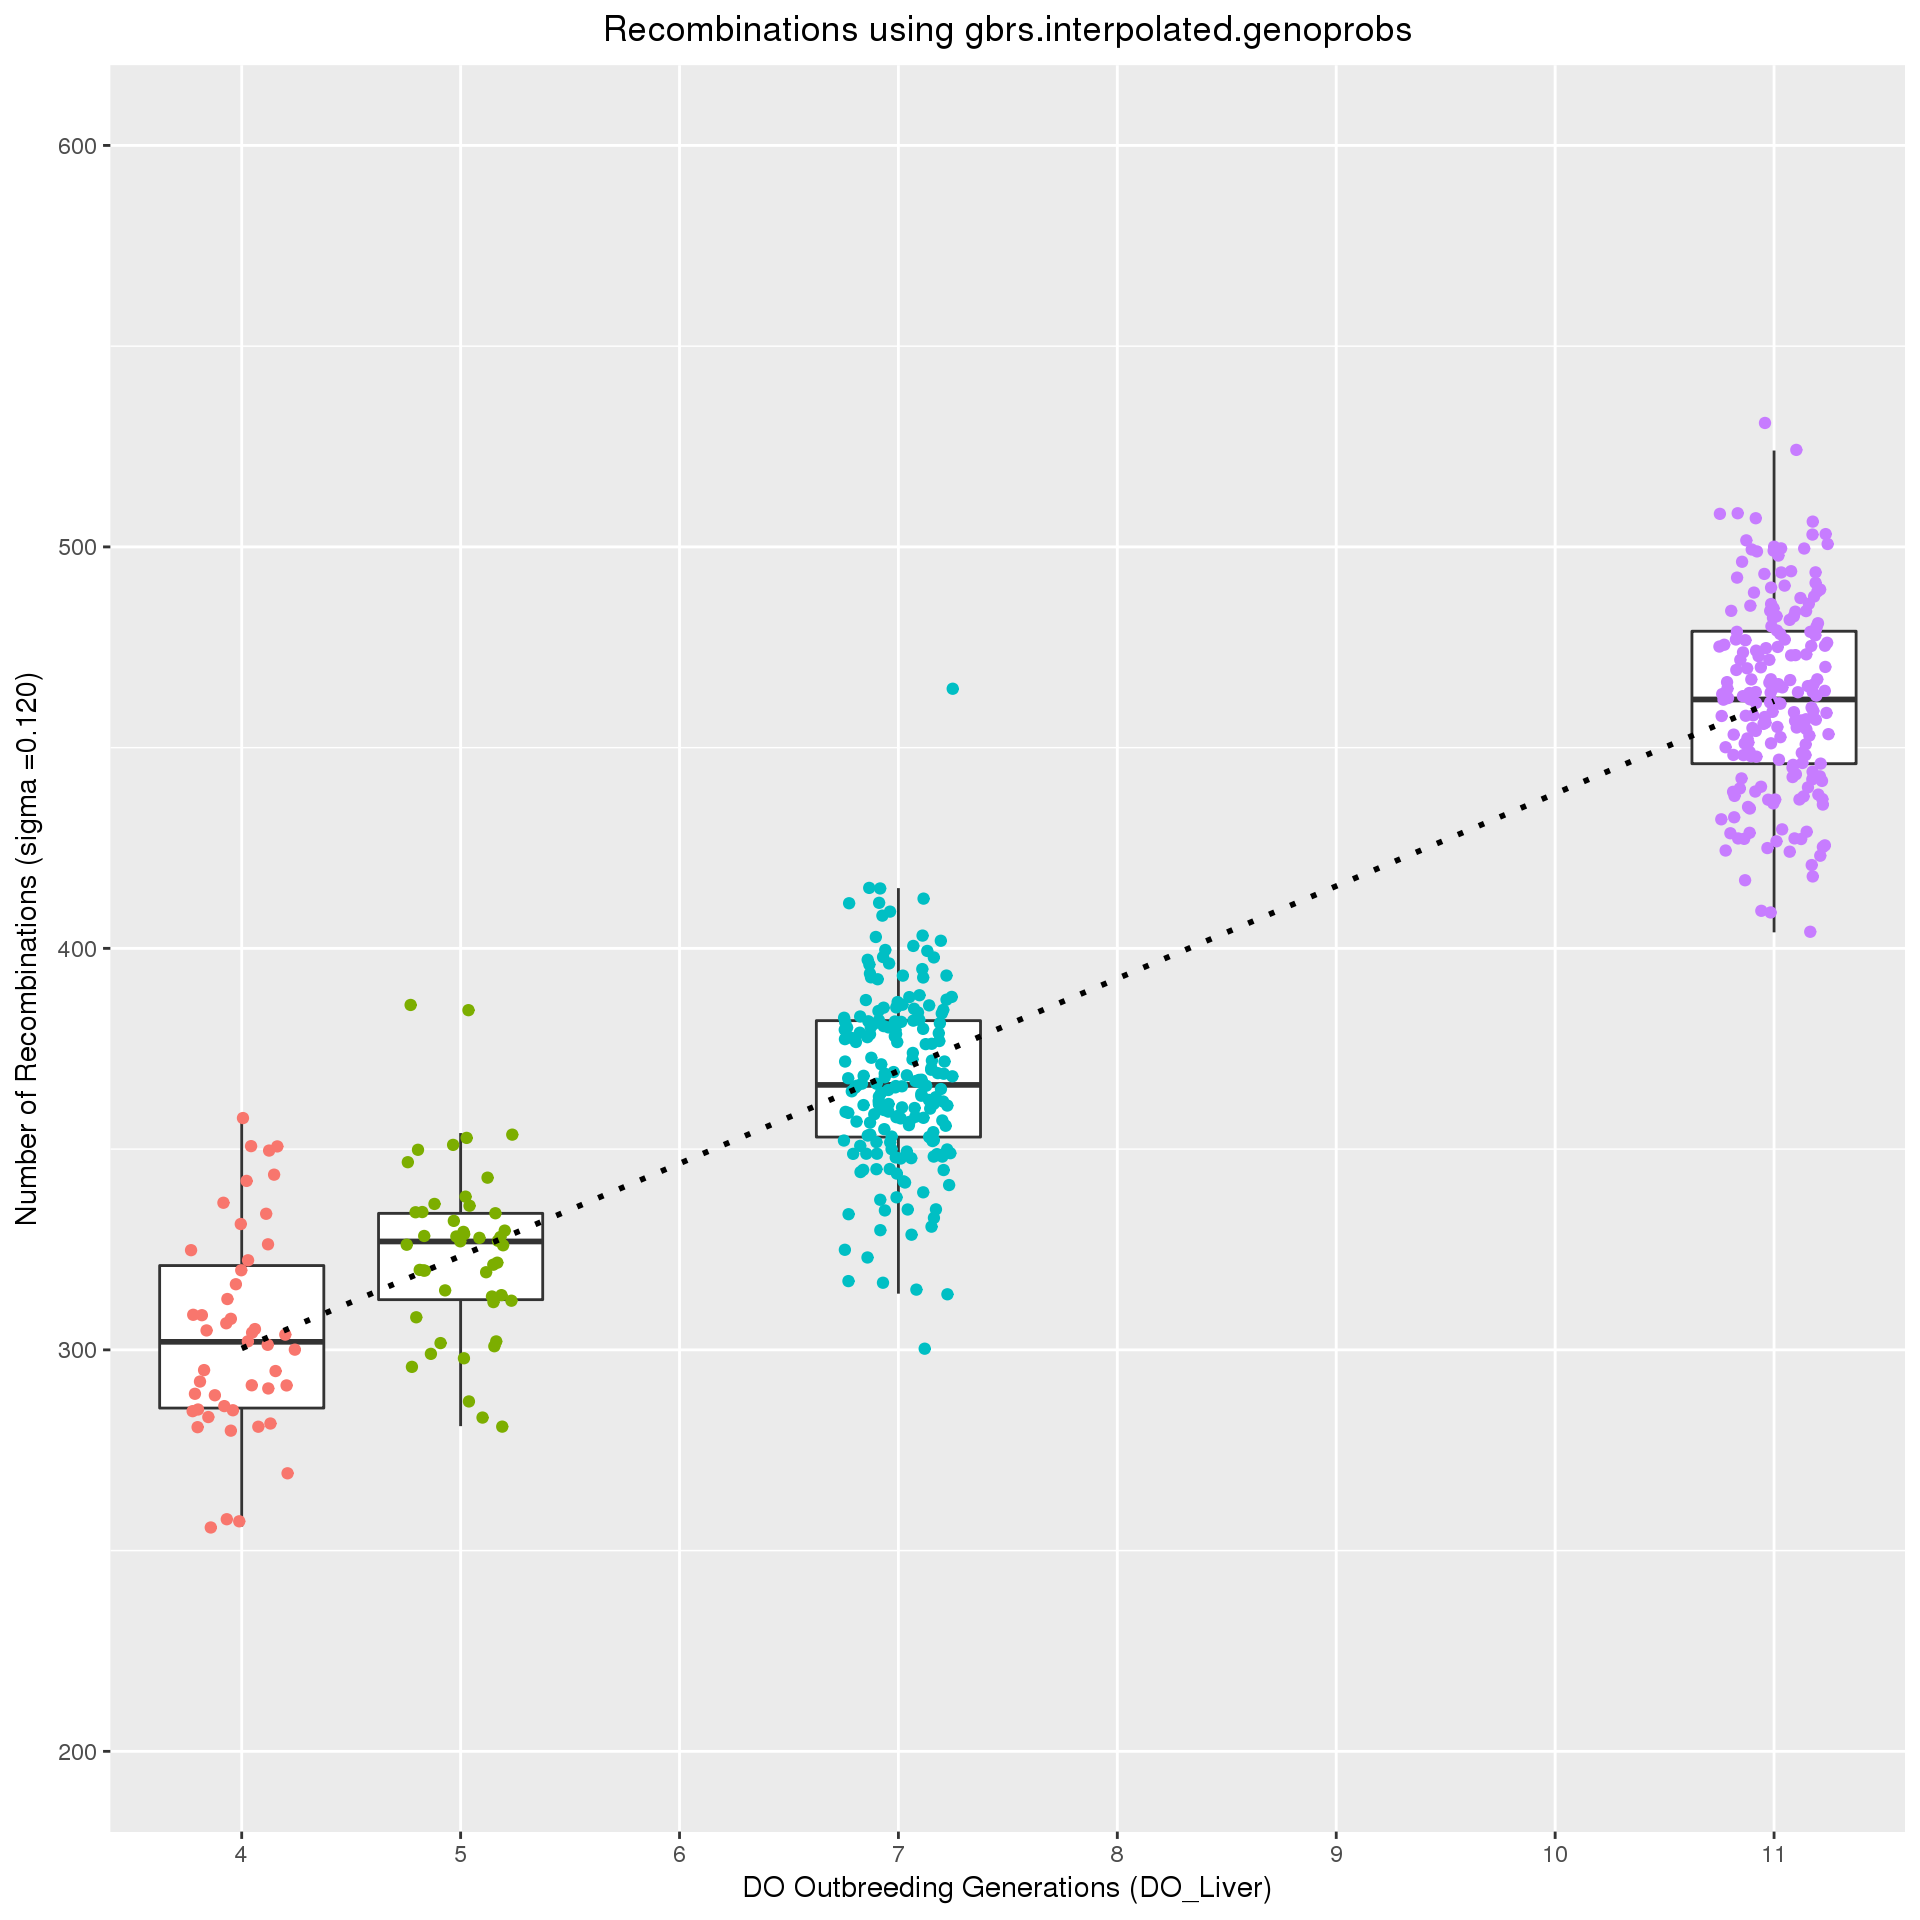 Recombinations using gbrs.interpolated.genoprobs
Number of Recombinations (sigma =0.120)
600
500
400
300
200
4 5 6 7 8 9 10 11
DO Outbreeding Generations (DO_Liver)